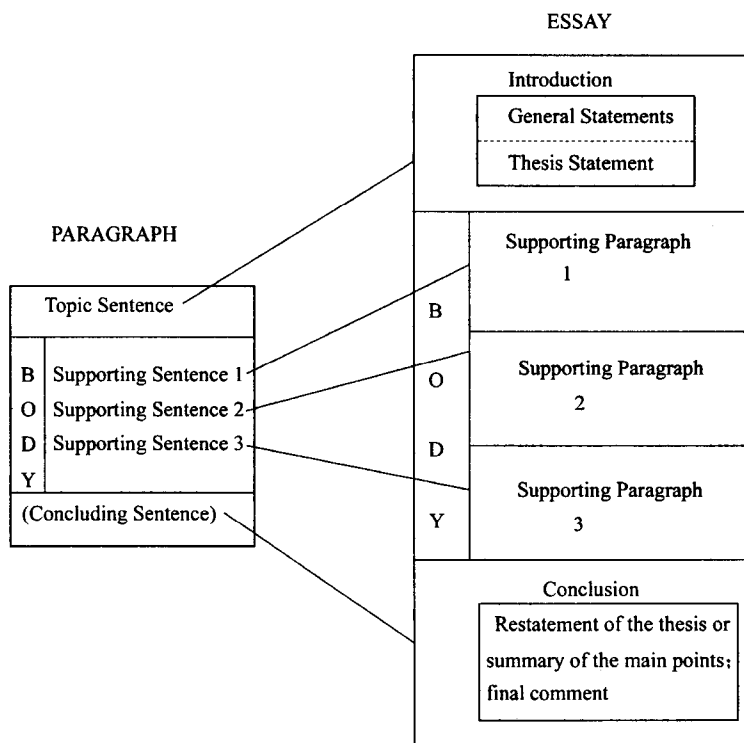 ESSAY
Introduction
General Statements
Thesis Statement
PARAGRAPH
Topic Sentence
B
O
D
Y
Supporting Sentence 1
Supporting Sentence 2
Supporting Sentence 3
(Concluding Sentence)
B
O
D
Y
Supporting Paragraph
1
Supporting Paragraph
2
Supporting Paragraph
3
Conclusion
Restatement of the thesis or
summary of the main points;
final comment